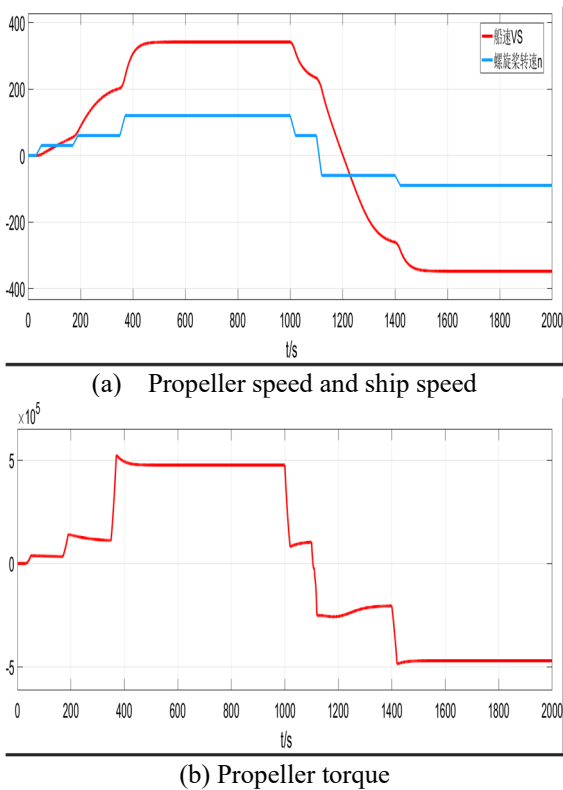 400
船速VS
螺旋桨转速n
200
0
-200
-400
0 200 400 600 800 1000 1200 1400 1600 1800 2000
t/s
(a) Propeller speed and ship speed
×10⁵
5
0
-5
0 200 400 600 800 1000 1200 1400 1600 1800 2000
t/s
(b) Propeller torque